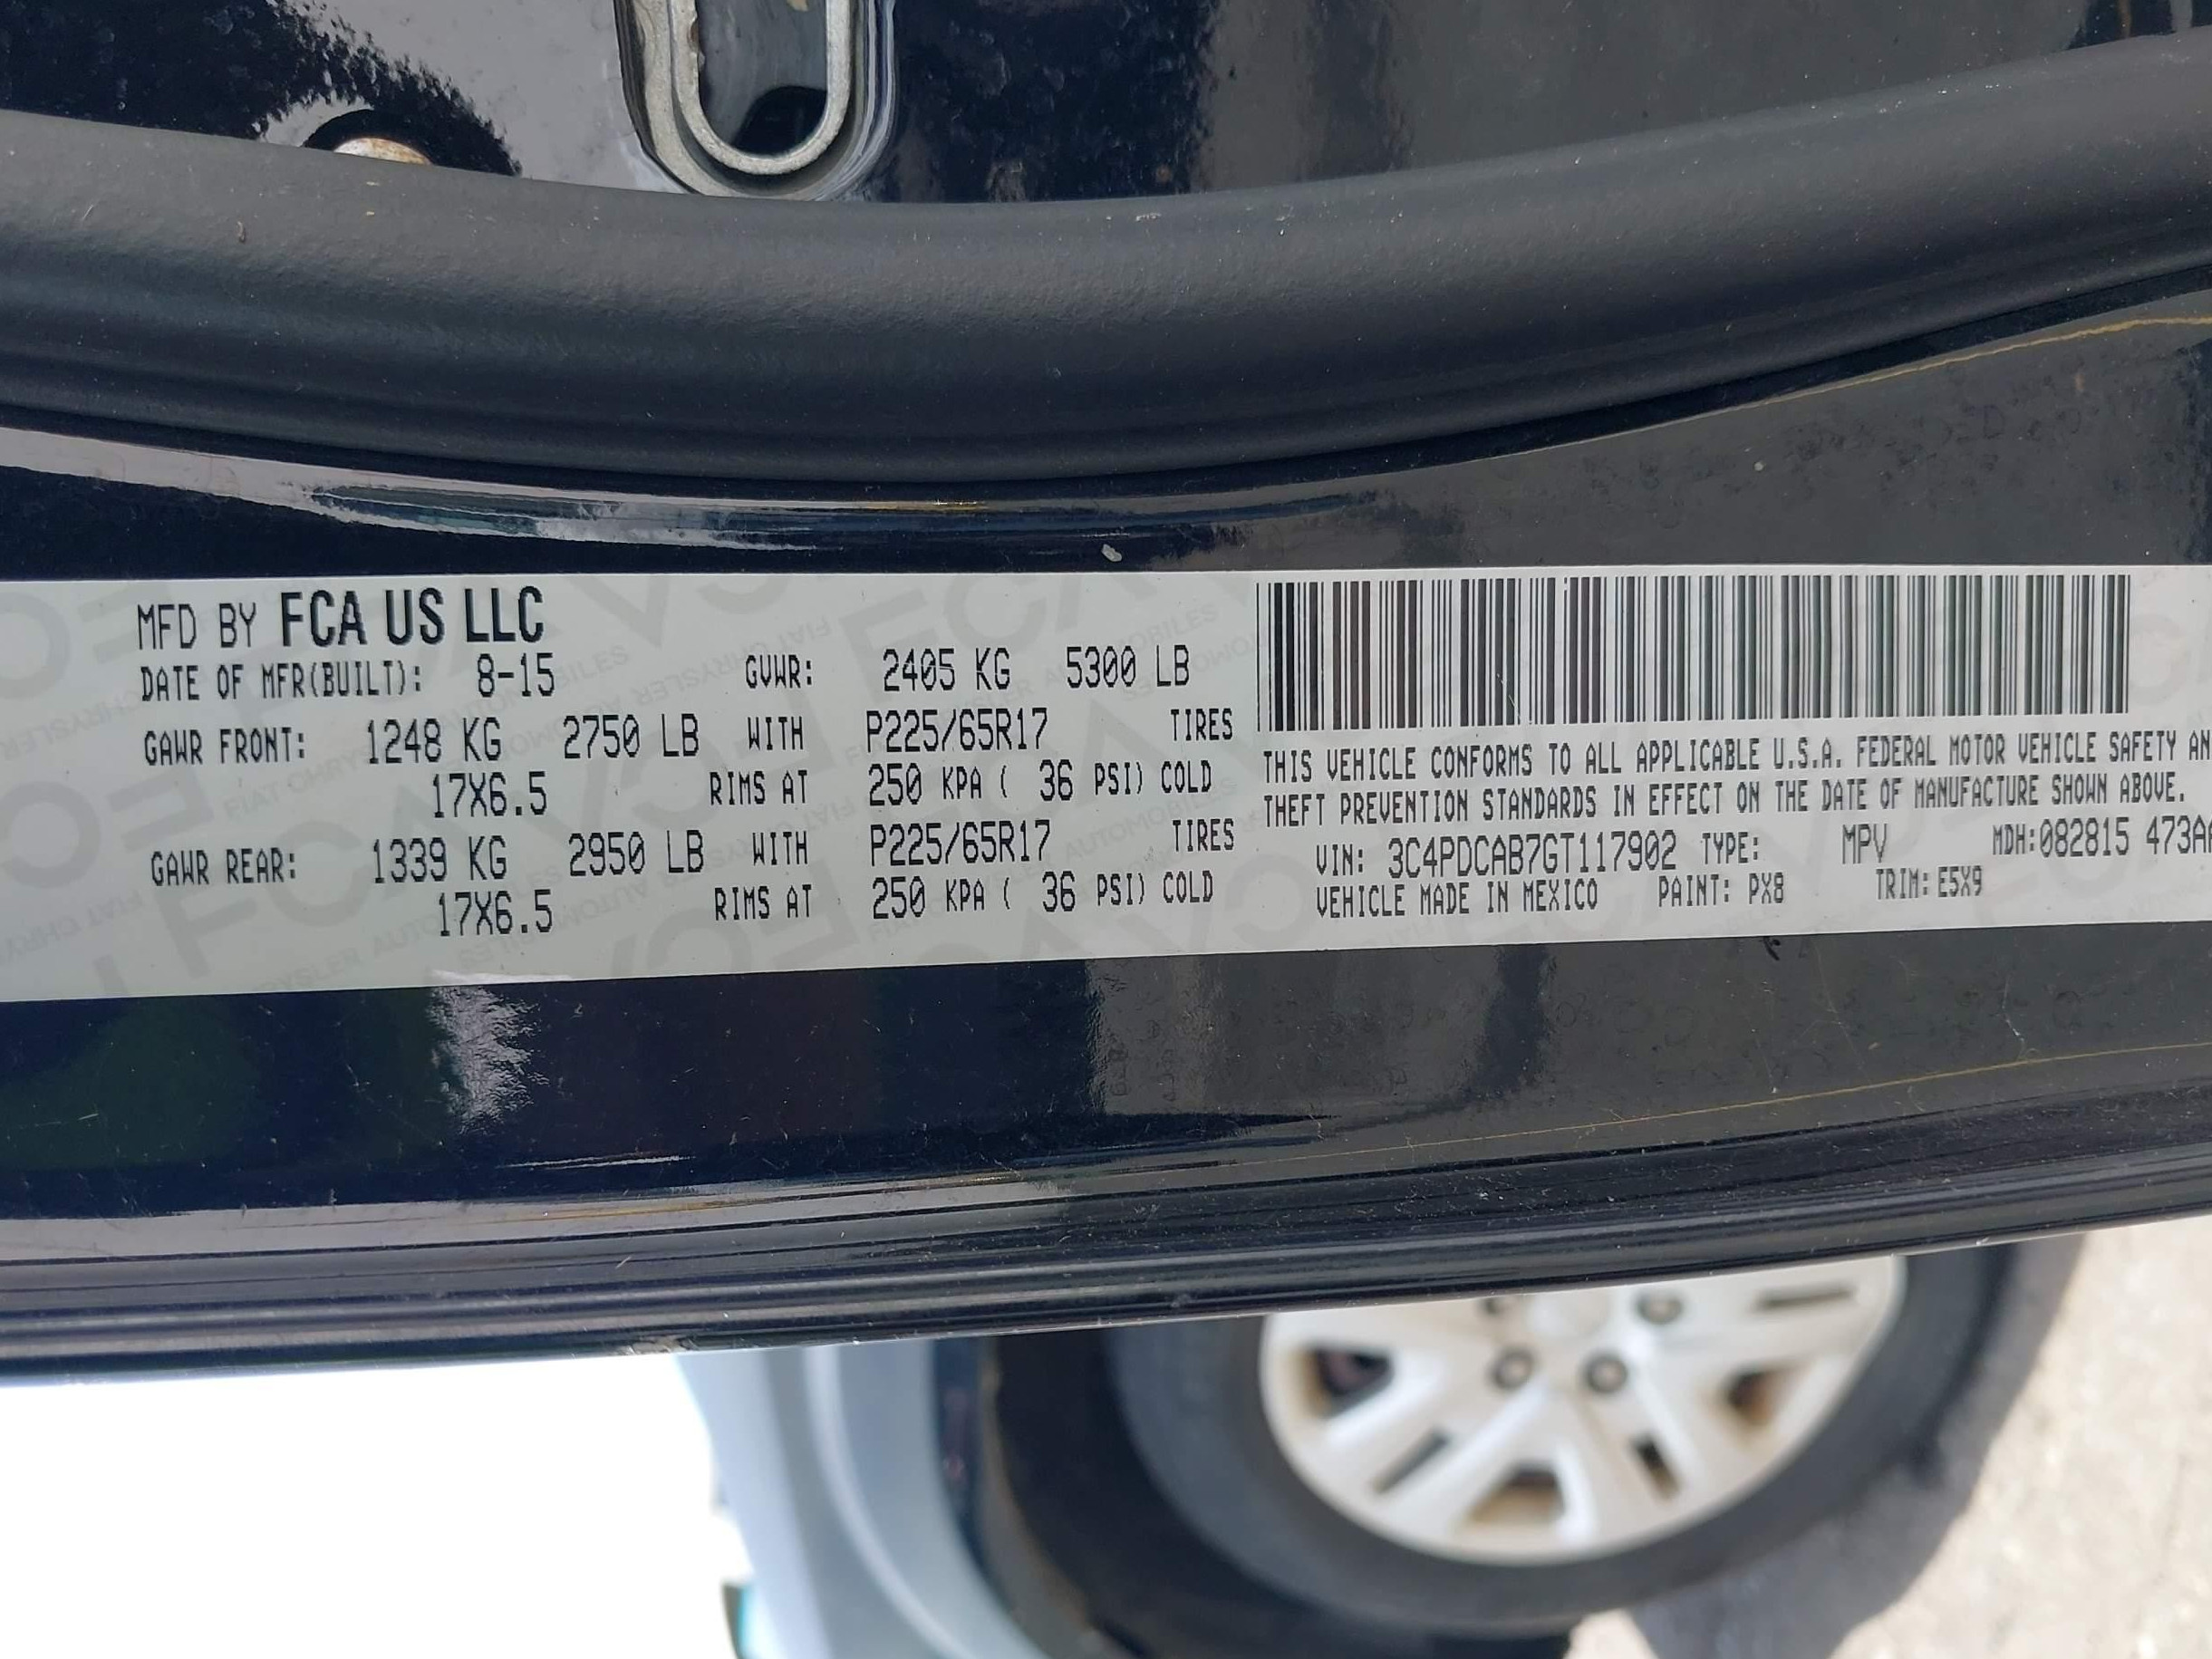 MFD BY FCA US LLC
DATE OF MFR(BUILT): 8-15 GVWR: 2405 KG 5300 LB
GAWR FRONT: 1248 KG 2750 LB WITH P225/65R17 TIRES
17X6.5 RIMS AT 250 KPA ( 36 PSI) COLD
GAWR REAR: 1339 KG 2950 LB WITH P225/65R17 TIRES
17X6.5 RIMS AT 250 KPA ( 36 PSI) COLD
THIS VEHICLE CONFORMS TO ALL APPLICABLE U.S.A. FEDERAL MOTOR VEHICLE SAFETY AN
THEFT PREVENTION STANDARDS IN EFFECT ON THE DATE OF MANUFACTURE SHOWN ABOVE.
VIN: 3C4PDCAB7GT117902 TYPE: MPV MDH:082815 473AA
VEHICLE MADE IN MEXICO PAINT: PX8 TRIM: E5X9